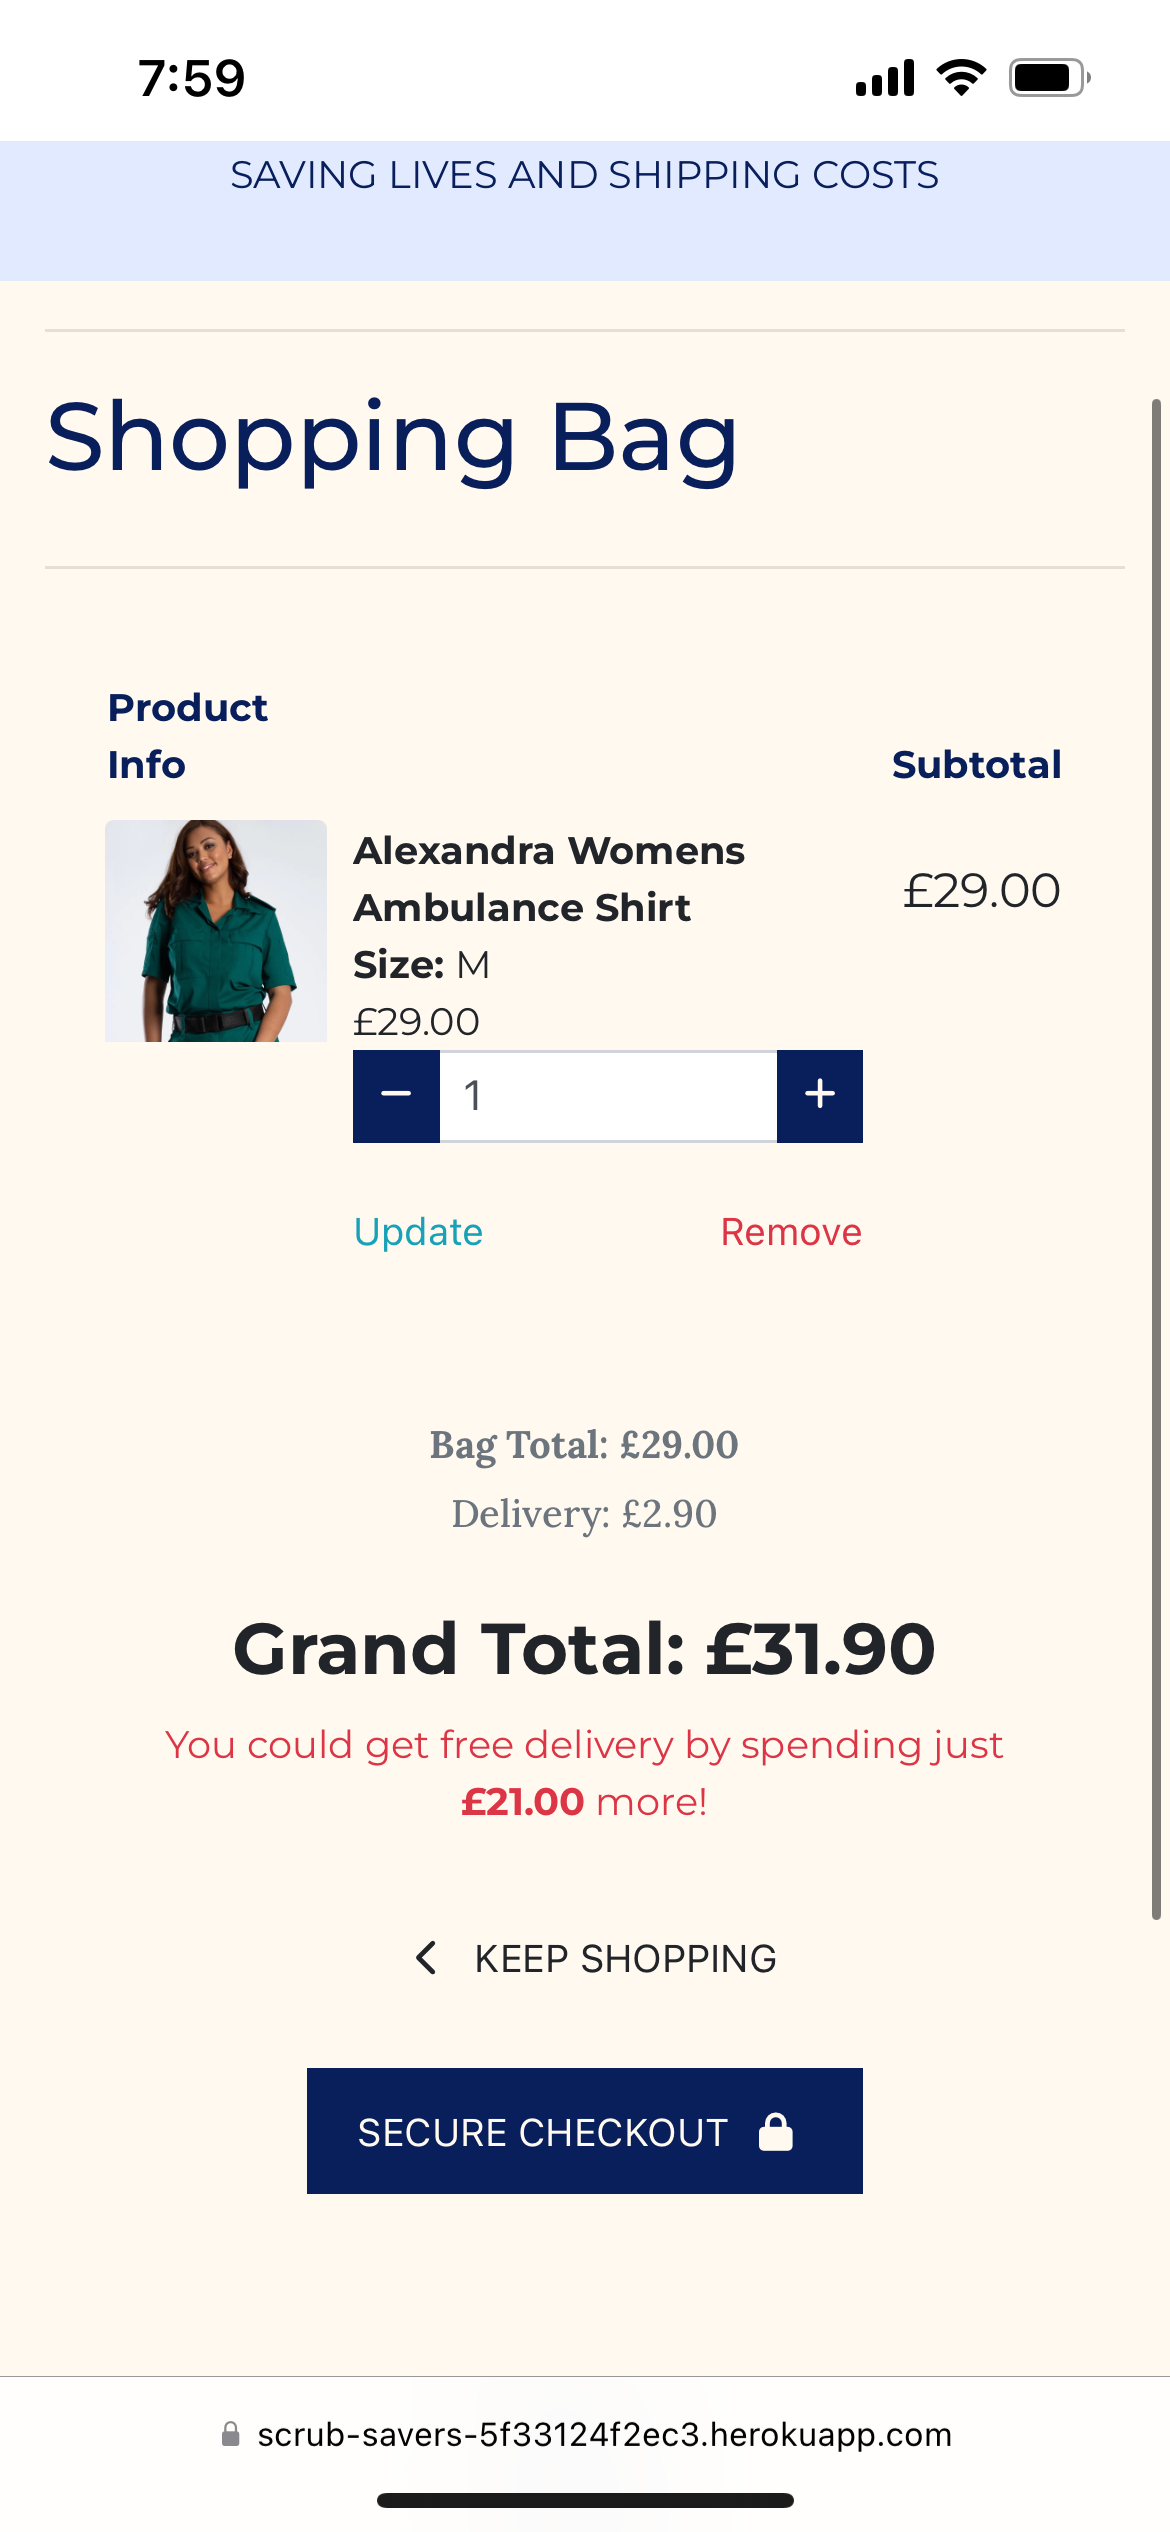 7:59
SAVING LIVES AND SHIPPING COSTS
Shopping Bag
Product
Info
Subtotal
Alexandra Womens
Ambulance Shirt
Size: M
£29.00
£29.00
− 1 +
Update
Remove
Bag Total: £29.00
Delivery: £2.90
Grand Total: £31.90
You could get free delivery by spending just
£21.00 more!
KEEP SHOPPING
SECURE CHECKOUT
scrub-savers-5f33124f2ec3.herokuapp.com